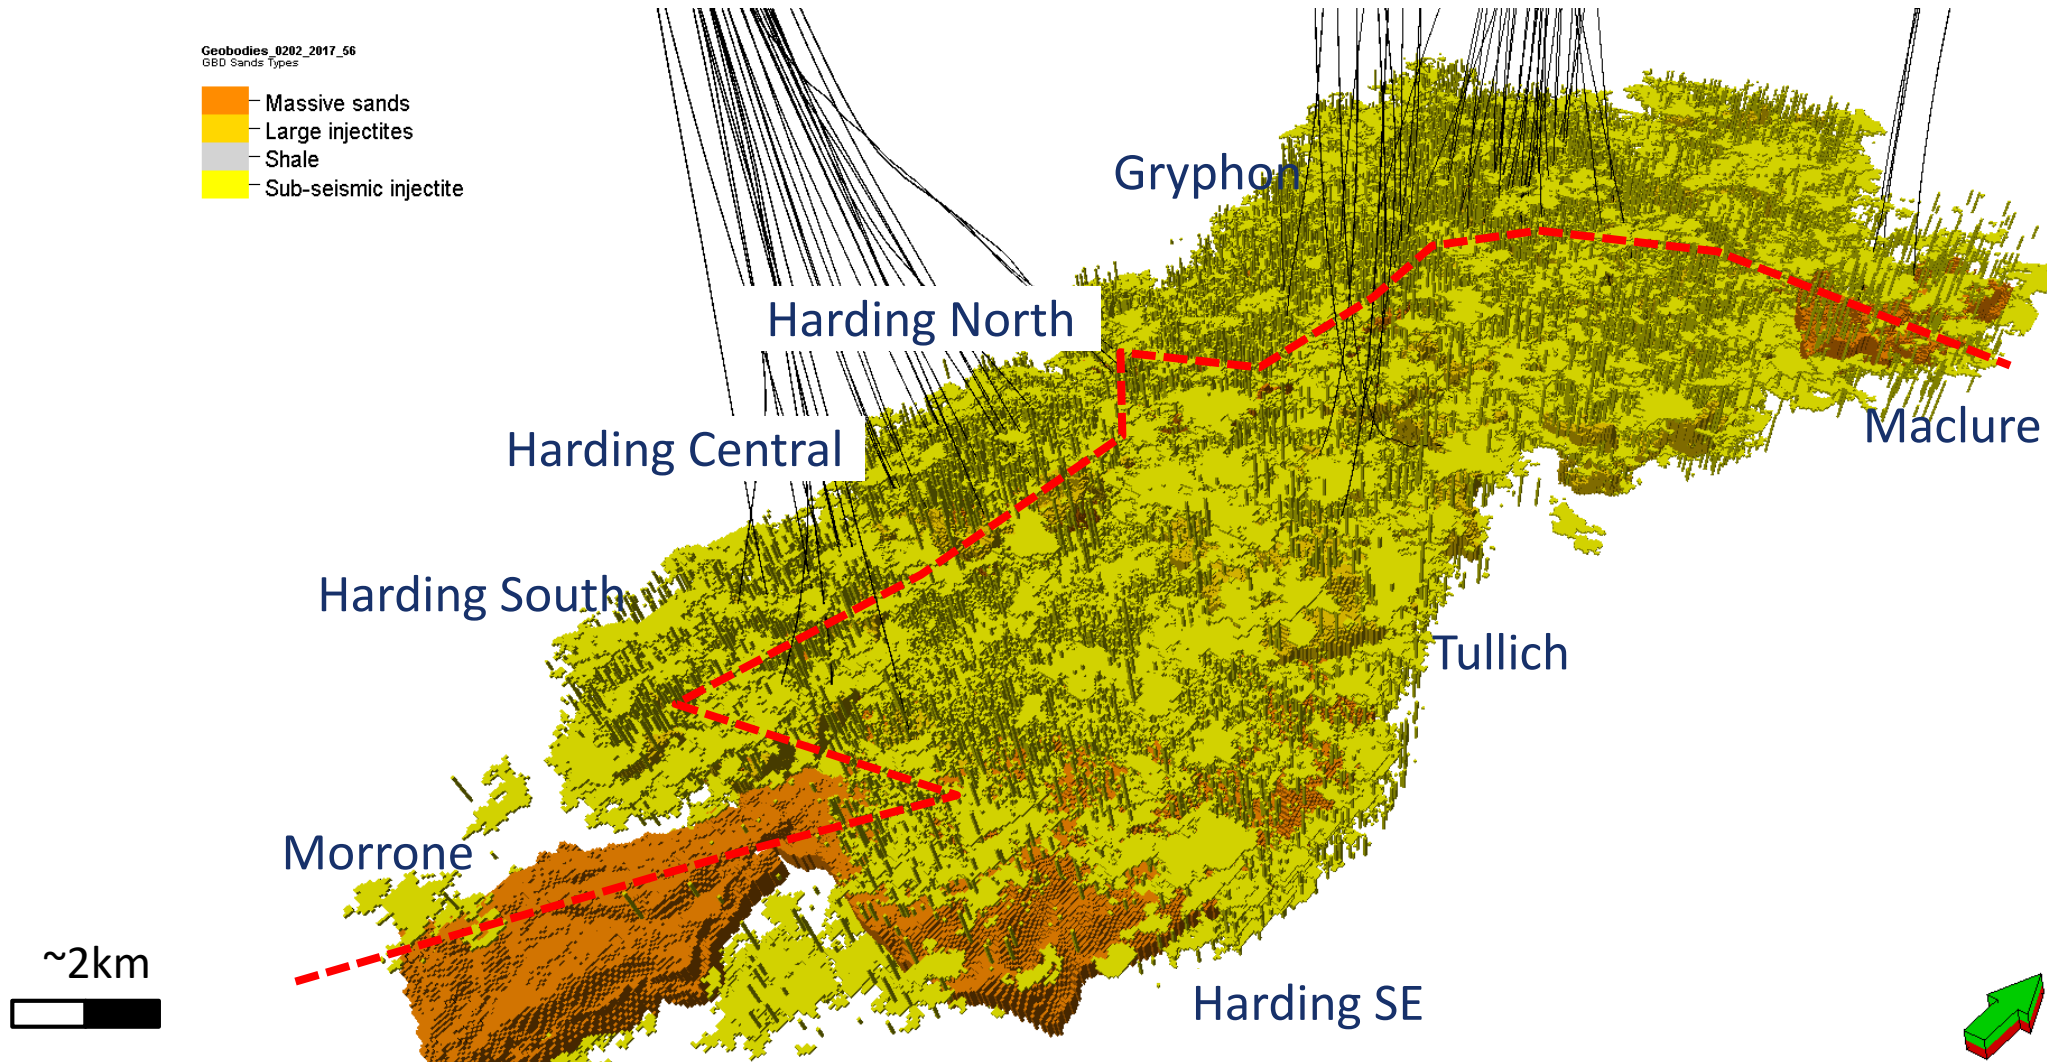 Geobodies_0202_2017_56
GBD Sands Types
Massive sands
Large injectites
Shale
Sub-seismic injectite
Gryphon
Harding North
Harding Central
Maclure
Harding South
Tullich
Morrone
~2km
Harding SE